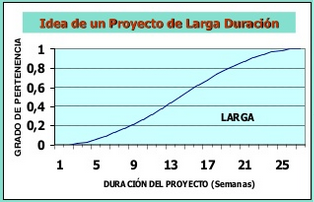 Idea de un Proyecto de Larga Duración
GRADO DE PERTENENCIA
1
0,8
0,6
0,4
0,2
0
LARGA
1 5 9 13 17 21 25
DURACIÓN DEL PROYECTO (Semanas)